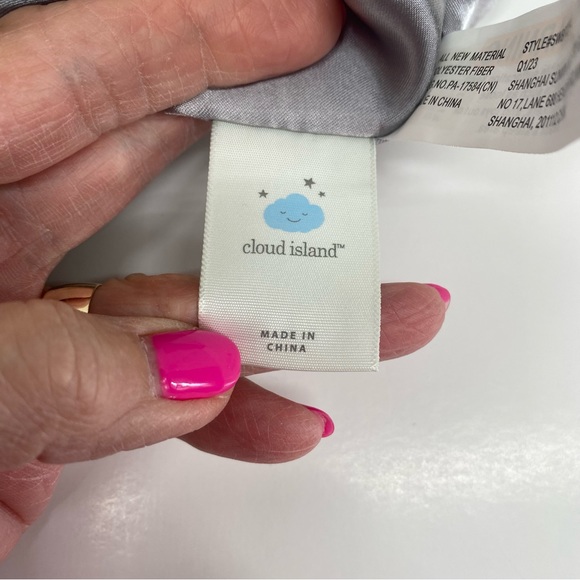 ALL NEW MATERIAL
POLYESTER FIBER
NO.PA-17584(CN)
MADE IN CHINA
01/23
SHANGHAI
NO 17, LANE
SHANGHAI,
cloud island™
MADE IN
CHINA